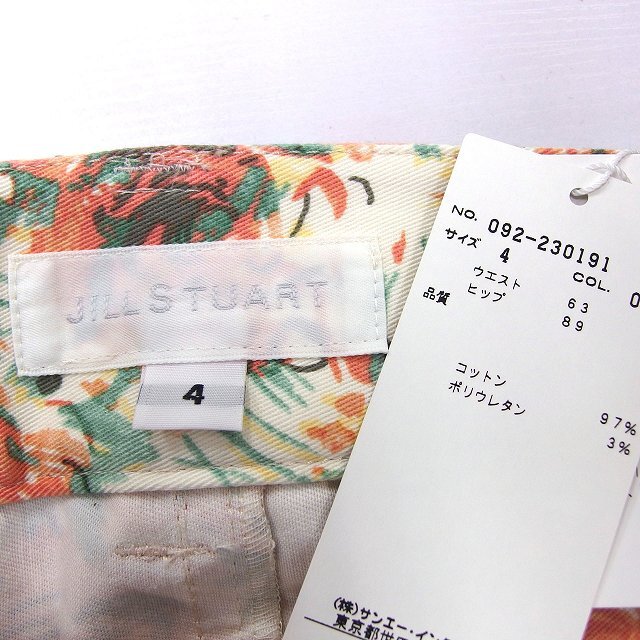 JILLSTUART
4
NO. 092-230191
サイズ 4 COL. 0
ウエスト 63
品質 ヒップ 89
コットン 97%
ポリウレタン 3%
(株)サンエー・イン
東京都世田